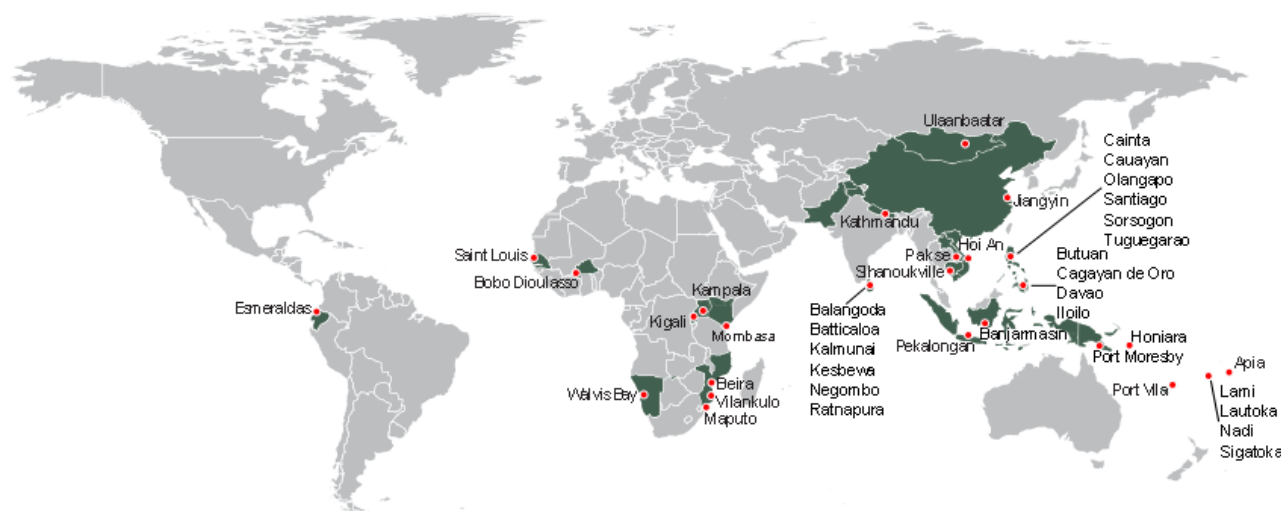 Ulaanbaatar
Cainta
Cauayan
Olangapo
Santiago
Sorsogon
Tuguegarao
Jiangyin
Kathmandu
Hoi An
Pakse
Sihanoukville
Butuan
Cagayan de Oro
Davao
Iloilo
Saint Louis
Bobo Dioulasso
Kampala
Esmeraldas
Kigali
Mombasa
Balangoda
Batticaloa
Kalmunai
Kesbewa
Negombo
Ratnapura
Banjarmasin
Pekalongan
Honiara
Port Moresby
Apia
Port Vila
Lami
Lautoka
Nadi
Sigatoka
Walvis Bay
Beira
Vilankulo
Maputo